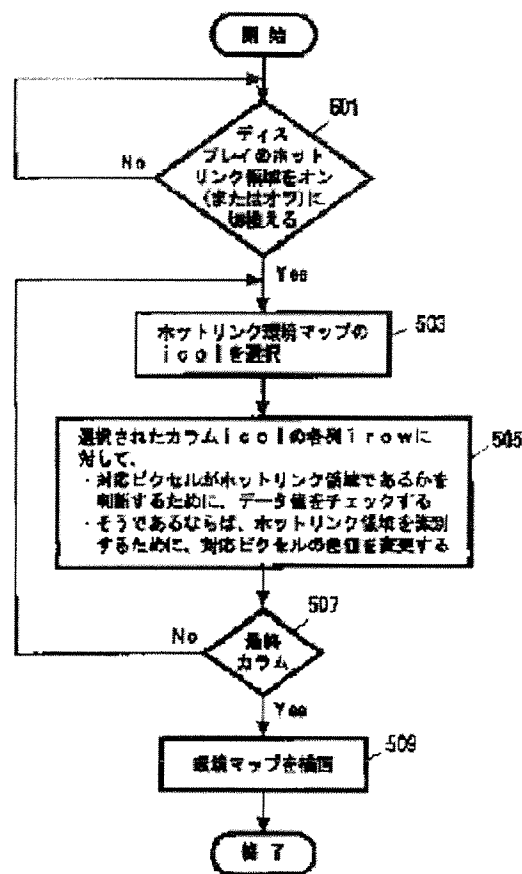 開 始
501
ディス
プレイのホット
リンク領域をオン
(またはオフ)に
切換える
No
Yes
ホットリンク環境マップの
icolを選択
503
選択されたカラムicolの各列irowに
対して、
・対応ピクセルがホットリンク領域であるかを
判断するために、データ値をチェックする
・そうであるならば、ホットリンク領域を識別
するために、対応ピクセルの色値を変更する
505
507
No
最終
カラム
Yes
509
環境マップを描画
終 了